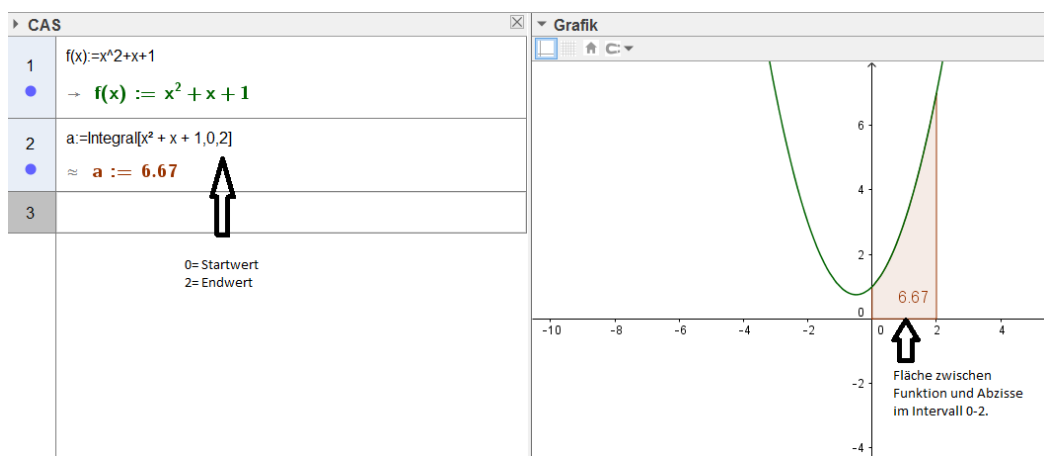 CAS
1
f(x):=x^2+x+1
→ f(x) := x² + x + 1
2
a:=Integral[x² + x + 1,0,2]
≈ a := 6.67
3
0= Startwert
2= Endwert
Grafik
6
4
2
0
-2
-4
-10 -8 -6 -4 -2 0 2 4
6.67
Fläche zwischen
Funktion und Abzisse
im Intervall 0-2.